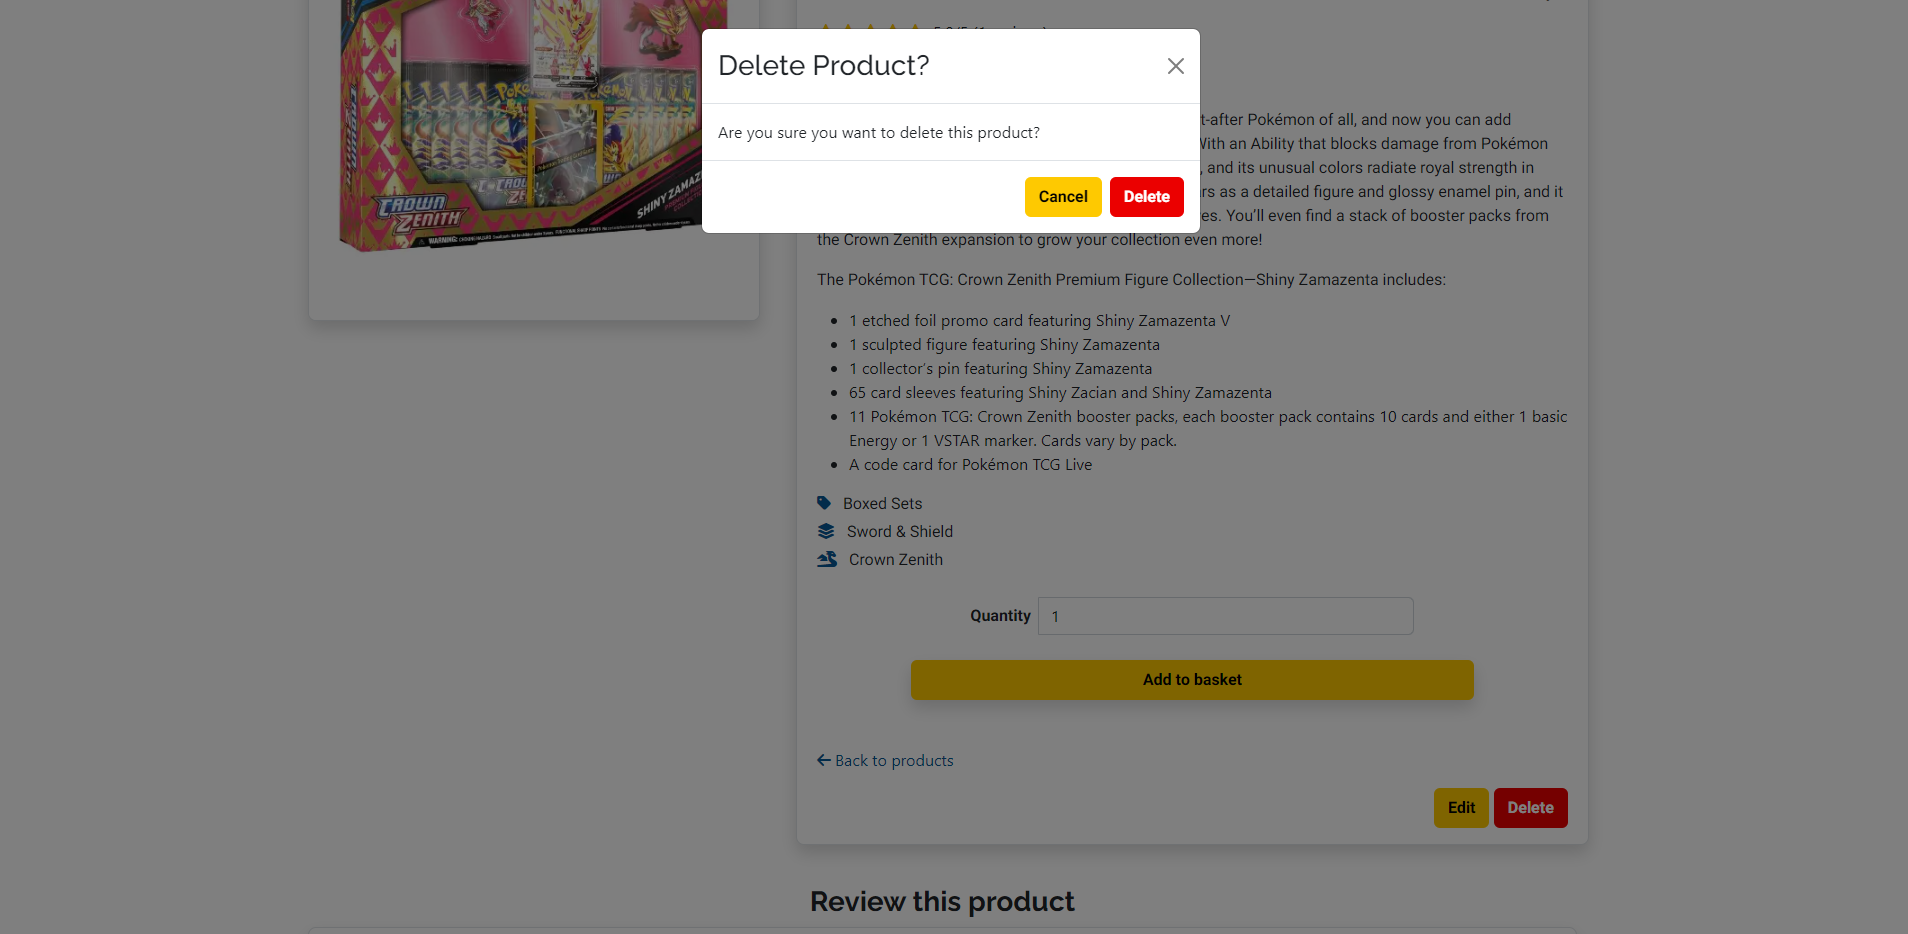 Delete Product?
Are you sure you want to delete this product?
Cancel
Delete
CROWN
ZENITH
CROWN
ZENITH
WARNING:
t-after Pokémon of all, and now you can add
With an Ability that blocks damage from Pokémon
, and its unusual colors radiate royal strength in
rs as a detailed figure and glossy enamel pin, and it
es. You'll even find a stack of booster packs from
the Crown Zenith expansion to grow your collection even more!
The Pokémon TCG: Crown Zenith Premium Figure Collection—Shiny Zamazenta includes:
1 etched foil promo card featuring Shiny Zamazenta V
1 sculpted figure featuring Shiny Zamazenta
1 collector's pin featuring Shiny Zamazenta
65 card sleeves featuring Shiny Zacian and Shiny Zamazenta
11 Pokémon TCG: Crown Zenith booster packs, each booster pack contains 10 cards and either 1 basic
Energy or 1 VSTAR marker. Cards vary by pack.
A code card for Pokémon TCG Live
Boxed Sets
Sword & Shield
Crown Zenith
Quantity 1
Add to basket
Back to products
Edit
Delete
Review this product